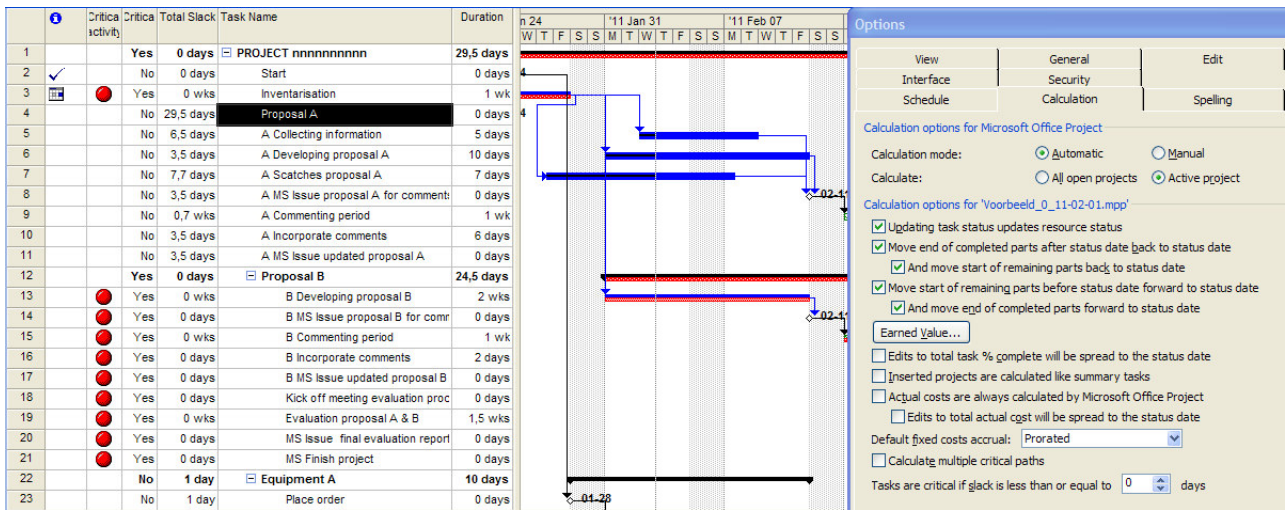 Critica activity Critica Total Slack Task Name Duration
n 24 '11 Jan 31 '11 Feb 07
W T F S S M T W T F S S M T W T F S S
1 Yes 0 days PROJECT nnnnnnnnnn 29,5 days
2 No 0 days Start 0 days 4
3 Yes 0 wks Inventarisation 1 wk
4 No 29,5 days Proposal A 0 days 4
5 No 6,5 days A Collecting information 5 days
6 No 3,5 days A Developing proposal A 10 days
7 No 7,7 days A Scatches proposal A 7 days
8 No 3,5 days A MS Issue proposal A for comments 0 days 02-11
9 No 0,7 wks A Commenting period 1 wk
10 No 3,5 days A Incorporate comments 6 days
11 No 3,5 days A MS Issue updated proposal A 0 days
12 Yes 0 days Proposal B 24,5 days
13 Yes 0 wks B Developing proposal B 2 wks
14 Yes 0 days B MS Issue proposal B for comr 0 days 02-11
15 Yes 0 wks B Commenting period 1 wk
16 Yes 0 days B Incorporate comments 2 days
17 Yes 0 days B MS Issue updated proposal B 0 days
18 Yes 0 days Kick off meeting evaluation proc 0 days
19 Yes 0 wks Evaluation proposal A & B 1,5 wks
20 Yes 0 days MS Issue final evaluation report 0 days
21 Yes 0 days MS Finish project 0 days
22 No 1 day Equipment A 10 days
23 No 1 day Place order 0 days 01-28
Options
View General Edit
Interface Security
Schedule Calculation Spelling
Calculation options for Microsoft Office Project
Calculation mode: Automatic Manual
Calculate: All open projects Active project
Calculation options for 'Voorbeeld_0_11-02-01.mpp'
Updating task status updates resource status
Move end of completed parts after status date back to status date
And move start of remaining parts back to status date
Move start of remaining parts before status date forward to status date
And move end of completed parts forward to status date
Earned Value...
Edits to total task % complete will be spread to the status date
Inserted projects are calculated like summary tasks
Actual costs are always calculated by Microsoft Office Project
Edits to total actual cost will be spread to the status date
Default fixed costs accrual: Prorated
Calculate multiple critical paths
Tasks are critical if slack is less than or equal to 0 days